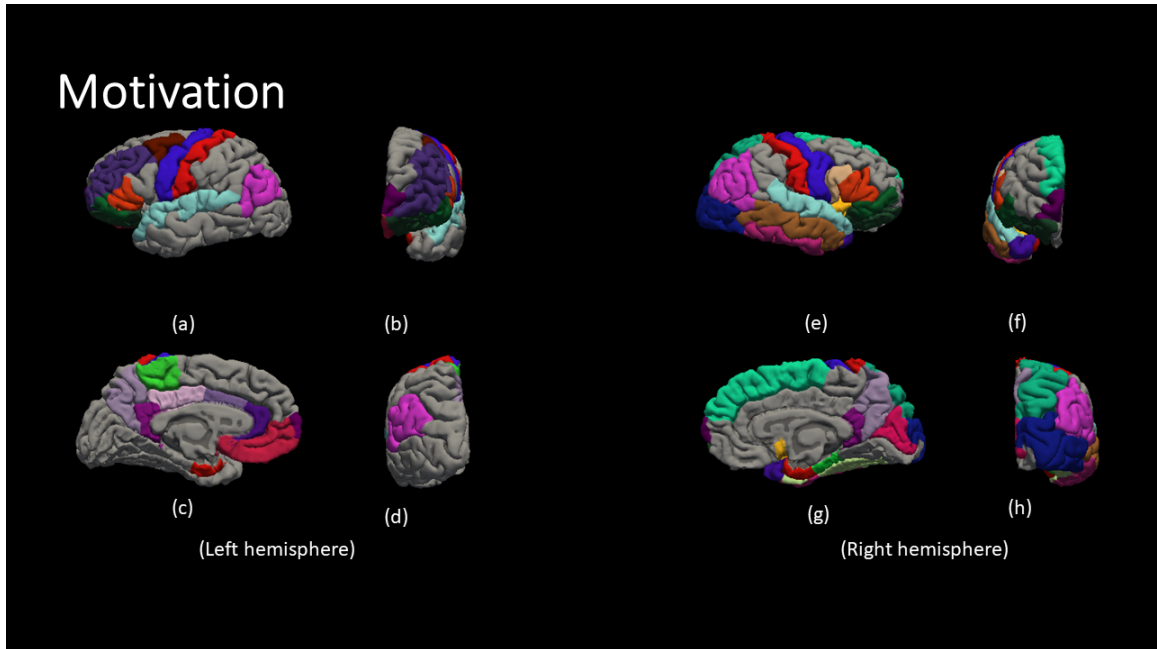 Motivation
(a)
(b)
(e)
(f)
(c)
(d)
(g)
(h)
(Left hemisphere)
(Right hemisphere)